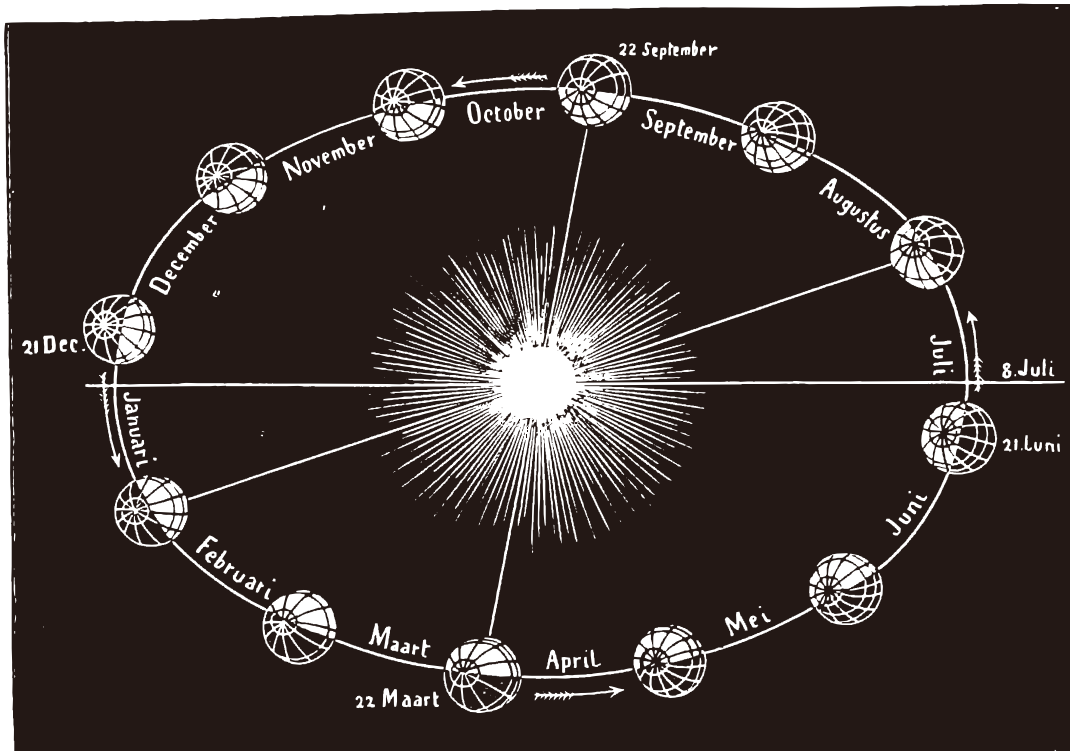 22 September
October
September
November
Augustus
December
21 Dec.
Juli
8.Juli
Januari
21.Luni
Juni
Februari
Mei
Maart
April
22 Maart